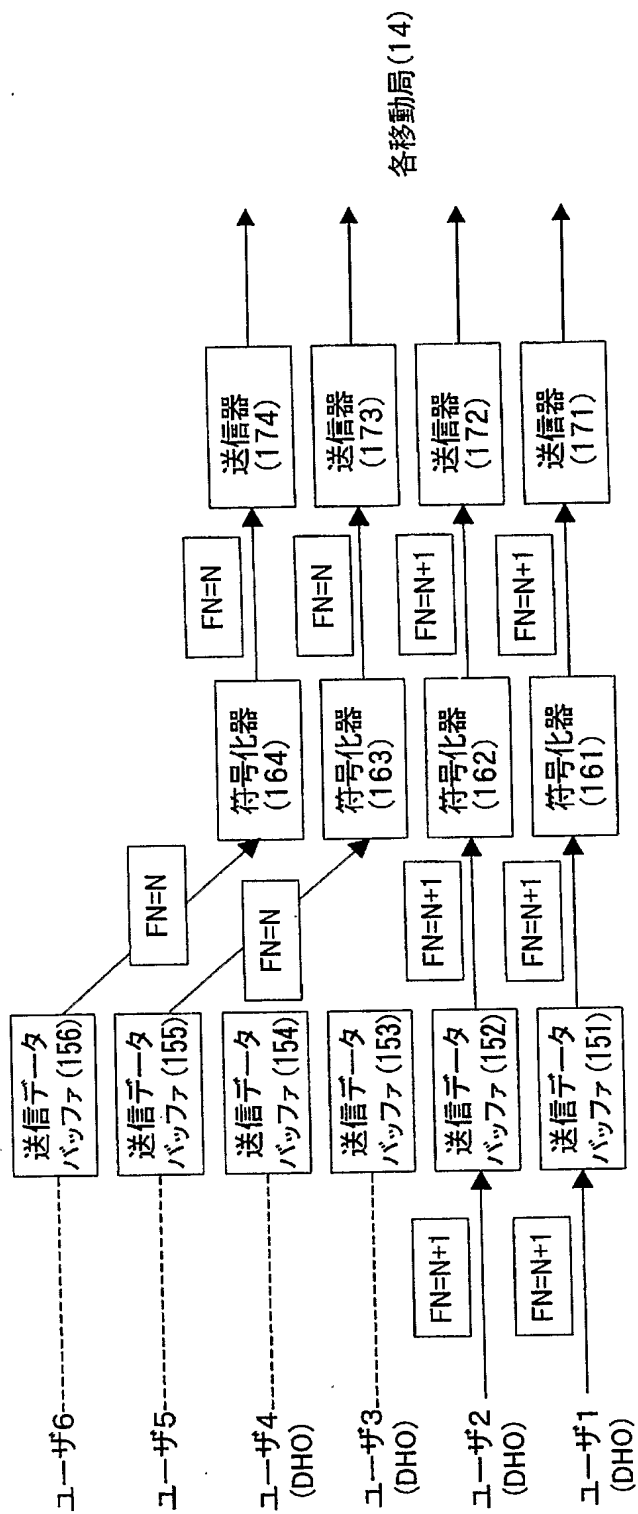 ユーザ6
ユーザ5
ユーザ4
(DHO)
ユーザ3
(DHO)
ユーザ2
(DHO)
ユーザ1
(DHO)
FN=N+1
FN=N+1
送信データ
バッファ(156)
送信データ
バッファ(155)
送信データ
バッファ(154)
送信データ
バッファ(153)
送信データ
バッファ(152)
送信データ
バッファ(151)
FN=N
FN=N
FN=N+1
FN=N+1
符号化器
(164)
符号化器
(163)
符号化器
(162)
符号化器
(161)
FN=N
FN=N
FN=N+1
FN=N+1
送信器
(174)
送信器
(173)
送信器
(172)
送信器
(171)
各移動局(14)